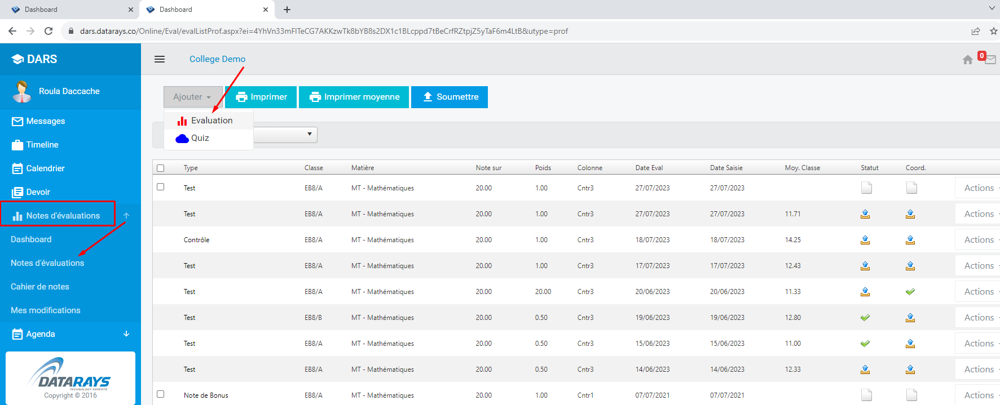 Dashboard
Dashboard
dars.datarays.co/Online/Eval/evalListProf.aspx?ei=4YhVn33mFlTeCG7AKKzwTk8bYB8s2DX1c1BLcppd7tBeCrfRZtpjZ5yTaF6m4LtB&utype=prof
DARS
College Demo
0
Roula Daccache
Ajouter
Imprimer
Imprimer moyenne
Soumettre
Evaluation
Quiz
Messages
Timeline
Calendrier
Devoir
Notes d'évaluations
Dashboard
Notes d'évaluations
Cahier de notes
Mes modifications
Agenda
DATARAYS
TECHNOLOGY EXPERTS
Copyright © 2016
Type Classe Matière Note sur Poids Colonne Date Eval Date Saisie Moy. Classe Statut Coord.
Test EB8/A MT - Mathématiques 20.00 1.00 Cntr3 27/07/2023 27/07/2023 Actions
Test EB8/A MT - Mathématiques 20.00 1.00 Cntr3 27/07/2023 27/07/2023 11.71 Actions
Contrôle EB8/A MT - Mathématiques 20.00 1.00 Cntr3 18/07/2023 18/07/2023 14.25 Actions
Test EB8/A MT - Mathématiques 20.00 1.00 Cntr3 17/07/2023 17/07/2023 12.43 Actions
Test EB8/A MT - Mathématiques 20.00 20.00 Cntr3 20/06/2023 20/06/2023 11.33 Actions
Test EB8/B MT - Mathématiques 20.00 0.50 Cntr3 19/06/2023 19/06/2023 12.80 Actions
Test EB8/A MT - Mathématiques 20.00 0.50 Cntr3 15/06/2023 15/06/2023 11.00 Actions
Test EB8/A MT - Mathématiques 20.00 0.50 Cntr3 14/06/2023 14/06/2023 12.33 Actions
Note de Bonus EB8/A MT - Mathématiques 20.00 1.00 Cntr1 07/07/2021 07/07/2021 Actions